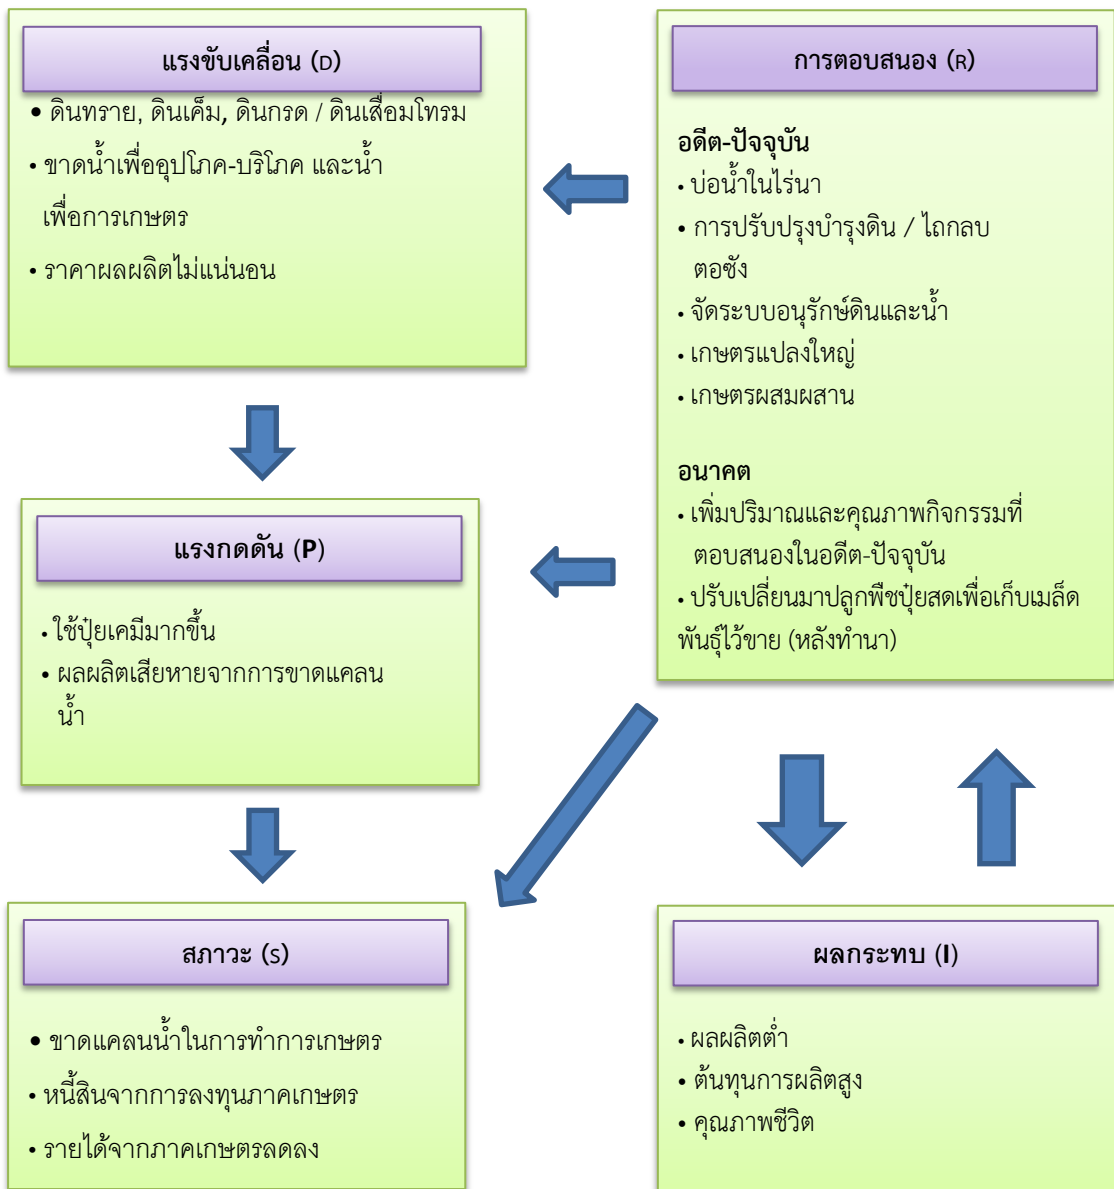 แรงขับเคลื่อน (D)
• ดินทราย, ดินเค็ม, ดินกรด / ดินเสื่อมโทรม
• ขาดน้ำเพื่ออุปโภค-บริโภค และน้ำ
เพื่อการเกษตร
• ราคาผลผลิตไม่แน่นอน
แรงกดดัน (P)
• ใช้ปุ๋ยเคมีมากขึ้น
• ผลผลิตเสียหายจากการขาดแคลน
น้ำ
สภาวะ (S)
• ขาดแคลนน้ำในการทำการเกษตร
• หนี้สินจากการลงทุนภาคเกษตร
• รายได้จากภาคเกษตรลดลง
การตอบสนอง (R)
อดีต-ปัจจุบัน
• บ่อน้ำในไร่นา
• การปรับปรุงบำรุงดิน / ไถกลบ
ตอซัง
• จัดระบบอนุรักษ์ดินและน้ำ
• เกษตรแปลงใหญ่
• เกษตรผสมผสาน
อนาคต
• เพิ่มปริมาณและคุณภาพกิจกรรมที่
ตอบสนองในอดีต-ปัจจุบัน
• ปรับเปลี่ยนมาปลูกพืชปุ๋ยสดเพื่อเก็บเมล็ด
พันธุ์ไว้ขาย (หลังทำนา)
ผลกระทบ (I)
• ผลผลิตต่ำ
• ต้นทุนการผลิตสูง
• คุณภาพชีวิต